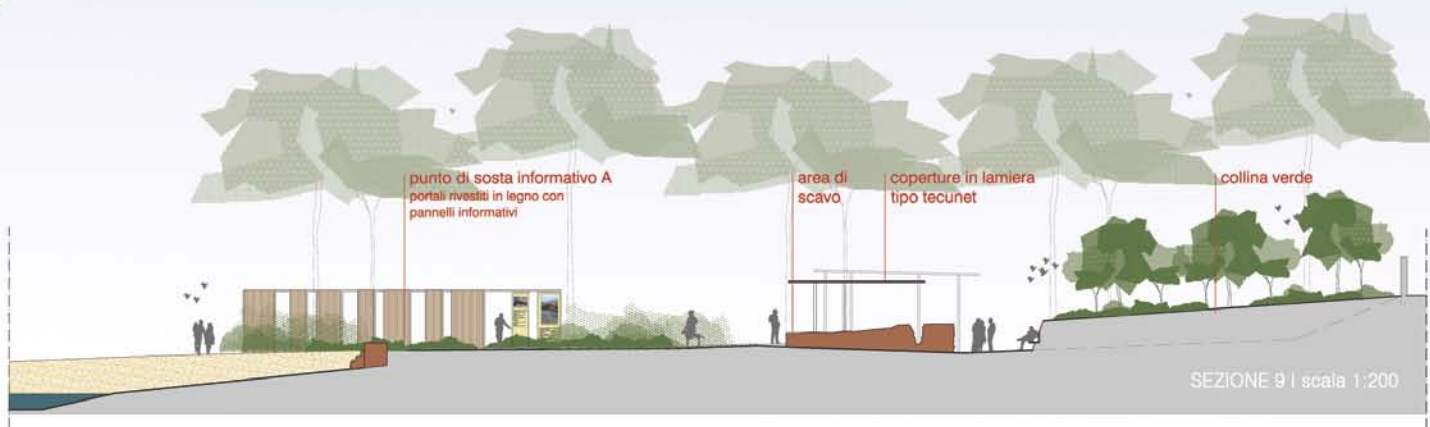 punto di sosta informativo A
portali rivestiti in legno con
pannelli informativi
area di
scavo
coperture in lamiera
tipo tecunet
collina verde
SEZIONE 9 | scala 1:200